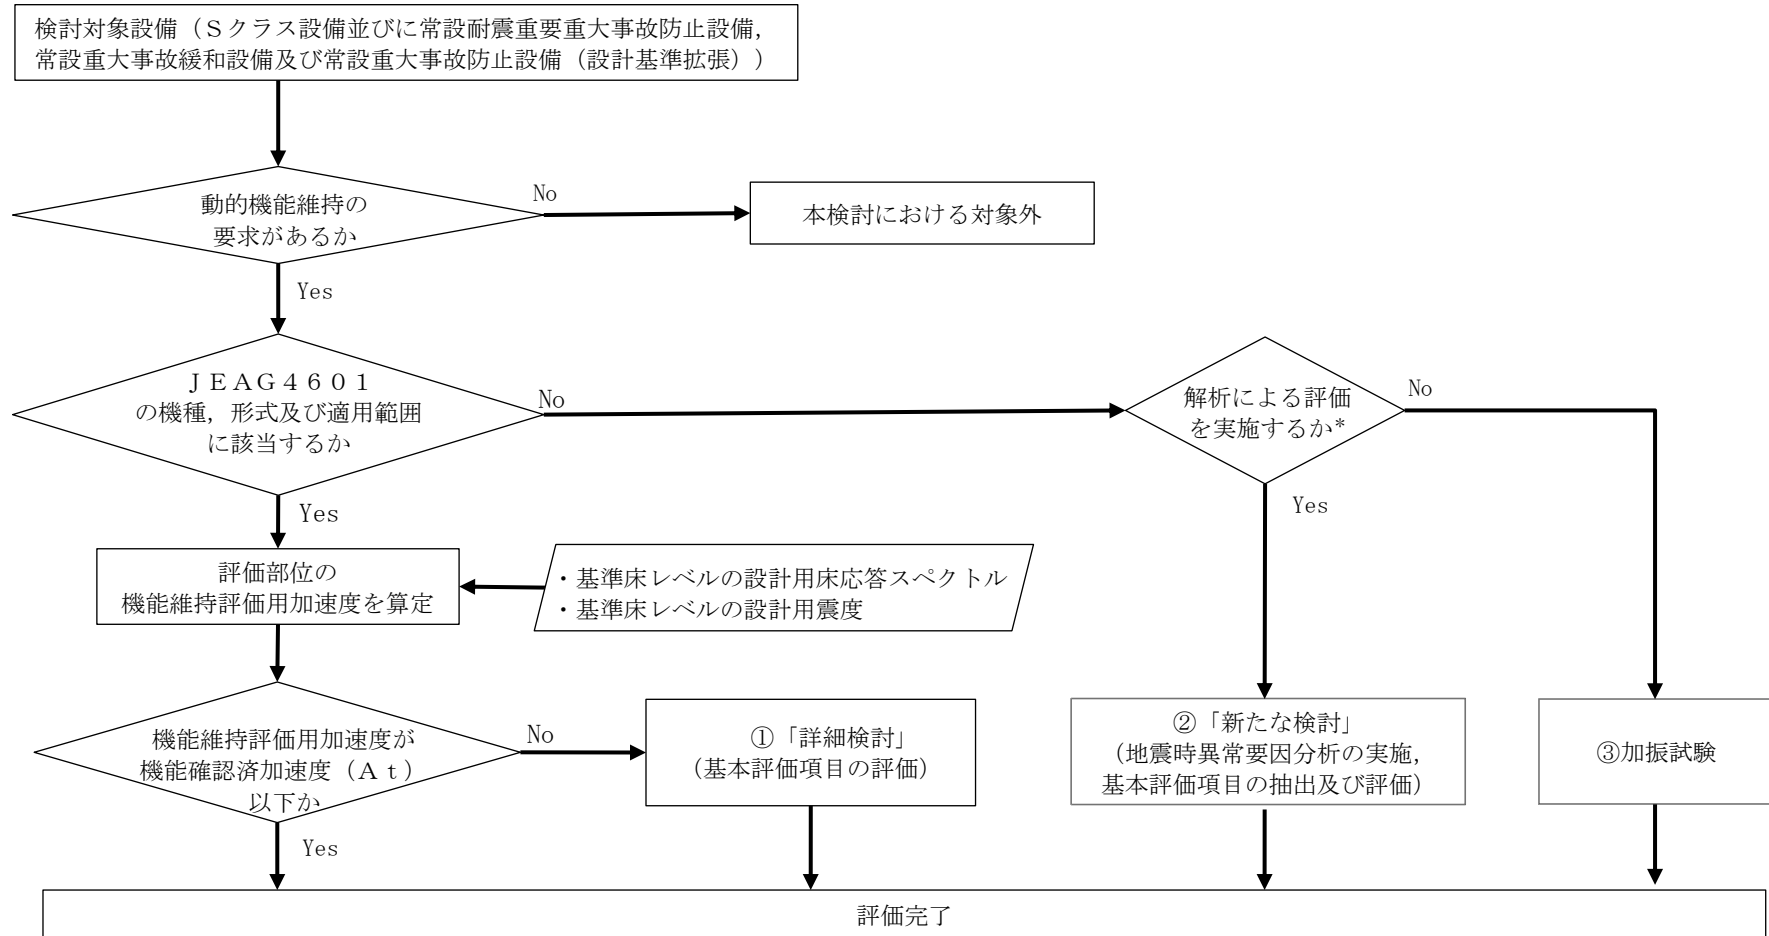 検討対象設備（Ｓクラス設備並びに常設耐震重要重大事故防止設備，
常設重大事故緩和設備及び常設重大事故防止設備（設計基準拡張））
動的機能維持の
要求があるか
No
本検討における対象外
Yes
ＪＥＡＧ４６０１
の機種，形式及び適用範囲
に該当するか
No
解析による評価
を実施するか*
No
Yes
Yes
評価部位の
機能維持評価用加速度を算定
・基準床レベルの設計用床応答スペクトル
・基準床レベルの設計用震度
機能維持評価用加速度が
機能確認済加速度（Ａｔ）
以下か
No
①「詳細検討」
（基本評価項目の評価）
②「新たな検討」
（地震時異常要因分析の実施，
基本評価項目の抽出及び評価）
③加振試験
Yes
評価完了